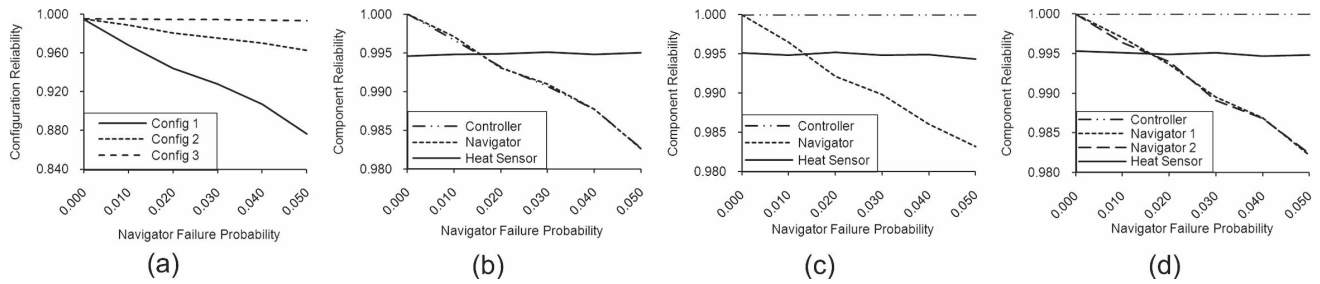 Configuration Reliability
1.000
0.960
0.920
0.880
0.840
Config 1
Config 2
Config 3
0.000
0.010
0.020
0.030
0.040
0.050
Navigator Failure Probability
(a)
Component Reliability
1.000
0.995
0.990
0.985
0.980
Controller
Navigator
Heat Sensor
0.000
0.010
0.020
0.030
0.040
0.050
Navigator Failure Probability
(b)
Component Reliability
1.000
0.995
0.990
0.985
0.980
Controller
Navigator
Heat Sensor
0.000
0.010
0.020
0.030
0.040
0.050
Navigator Failure Probability
(c)
Component Reliability
1.000
0.995
0.990
0.985
0.980
Controller
Navigator 1
Navigator 2
Heat Sensor
0.000
0.010
0.020
0.030
0.040
0.050
Navigator Failure Probability
(d)